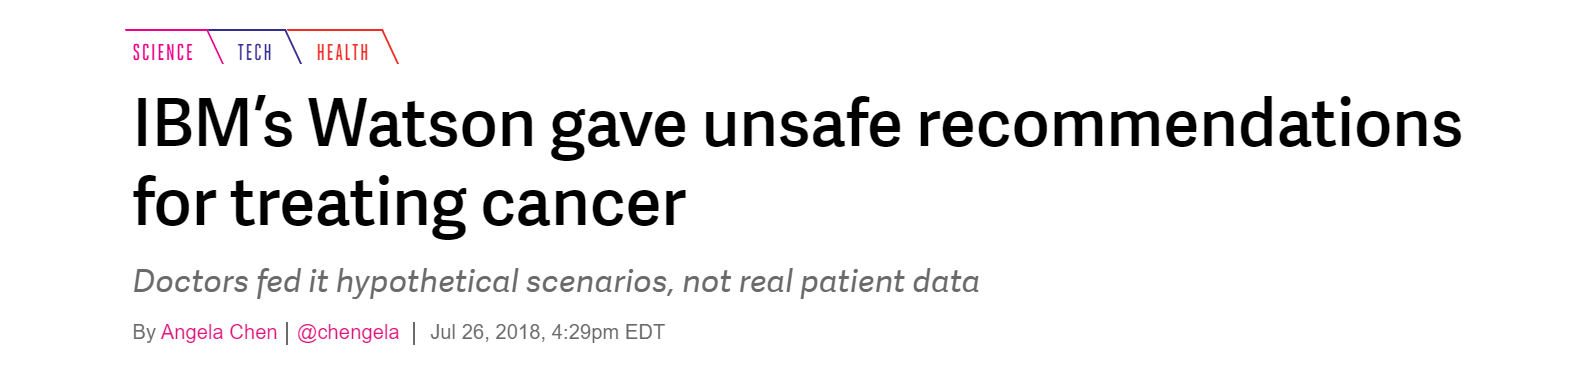 SCIENCE TECH HEALTH
IBM’s Watson gave unsafe recommendations
for treating cancer
Doctors fed it hypothetical scenarios, not real patient data
By Angela Chen | @chengela | Jul 26, 2018, 4:29pm EDT